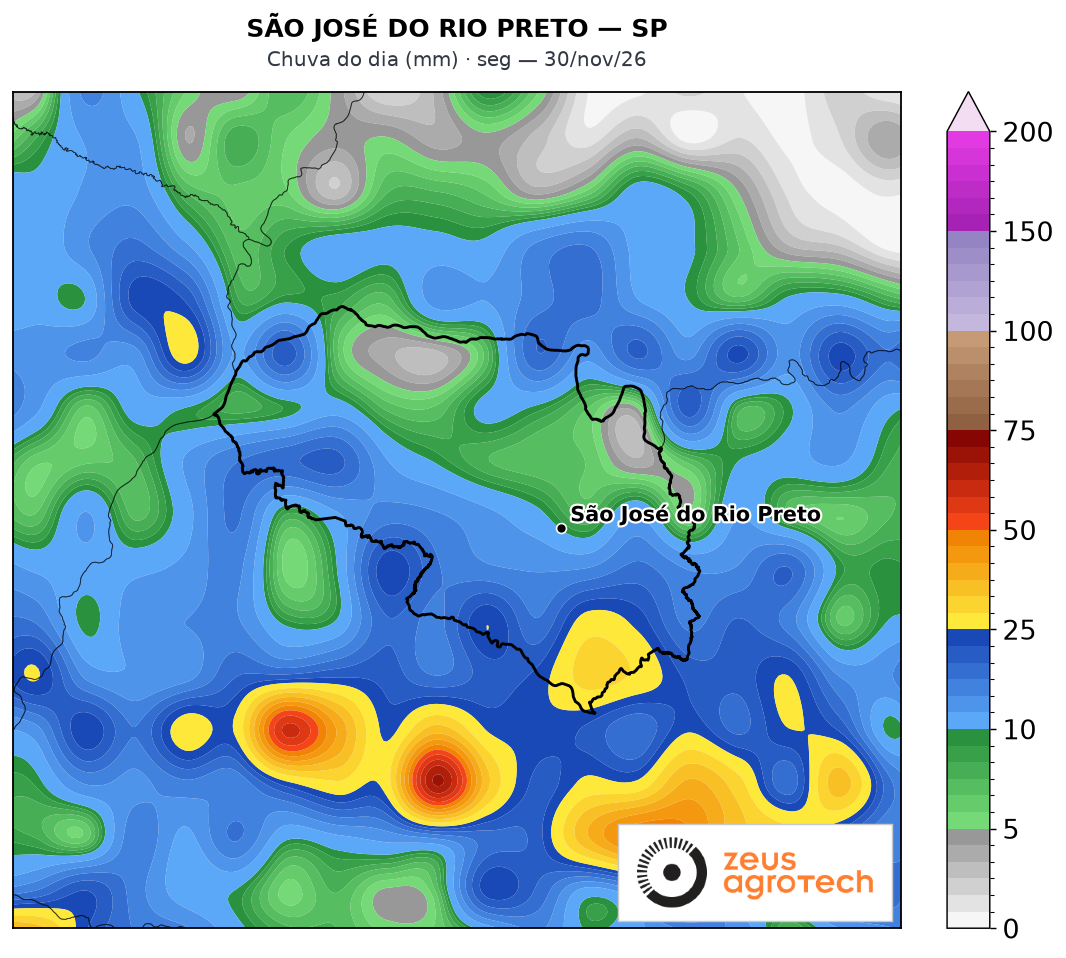 SÃO JOSÉ DO RIO PRETO — SP
Chuva do dia (mm) · seg — 30/nov/26
200
150
100
75
50
25
10
5
0
São José do Rio Preto
zeus
agrotech